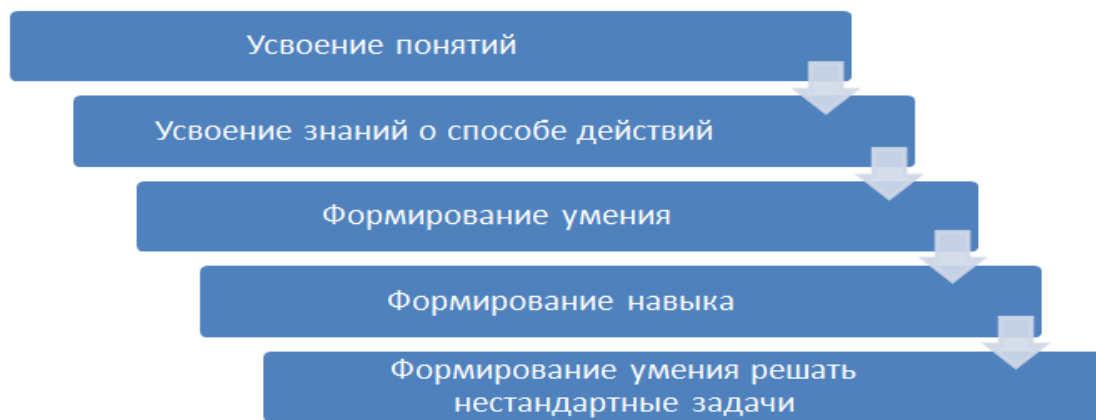 Усвоение понятий
Усвоение знаний о способе действий
Формирование умения
Формирование навыка
Формирование умения решать
нестандартные задачи